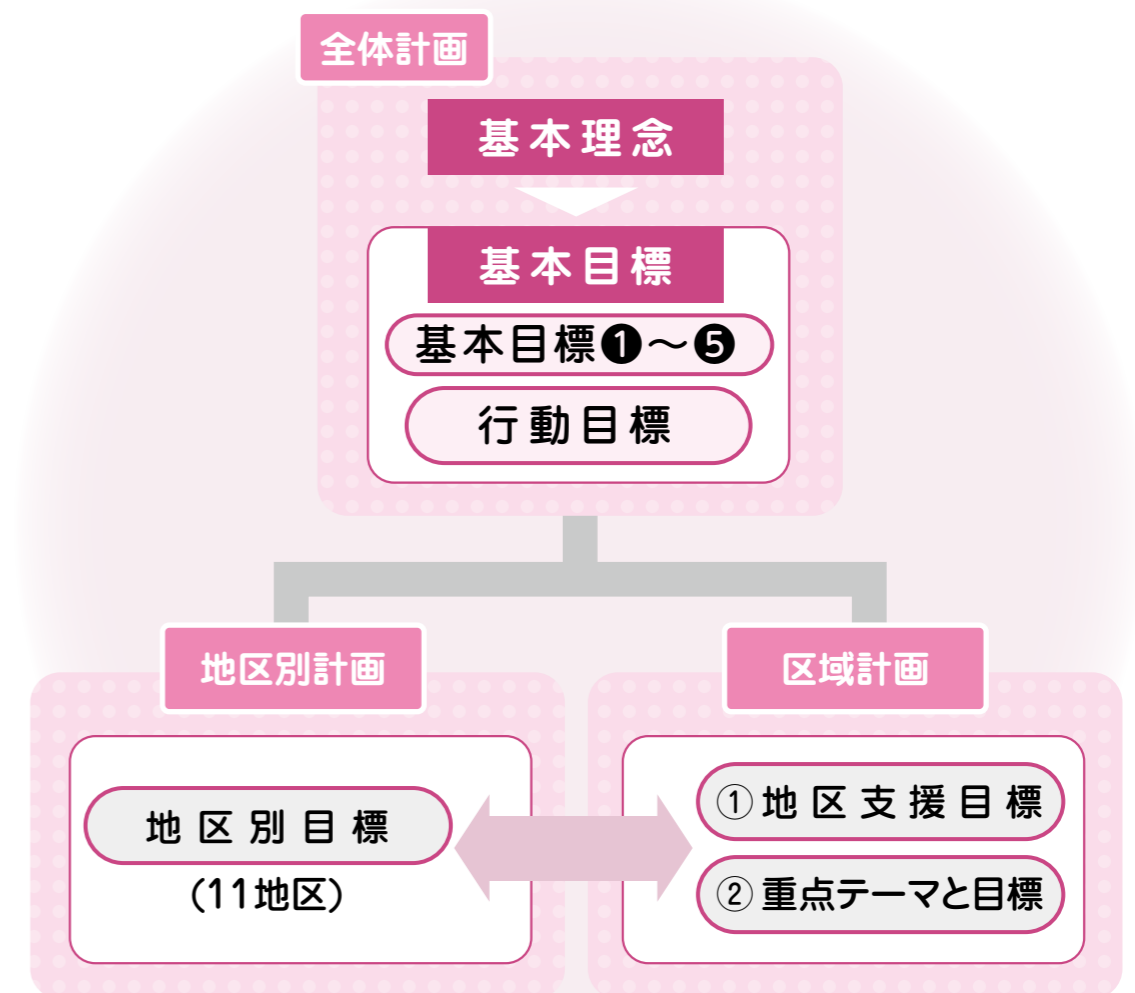 全体計画
基本理念
基本目標
基本目標❶～❺
行動目標
地区別計画
地区別目標
(11地区)
区域計画
①地区支援目標
②重点テーマと目標